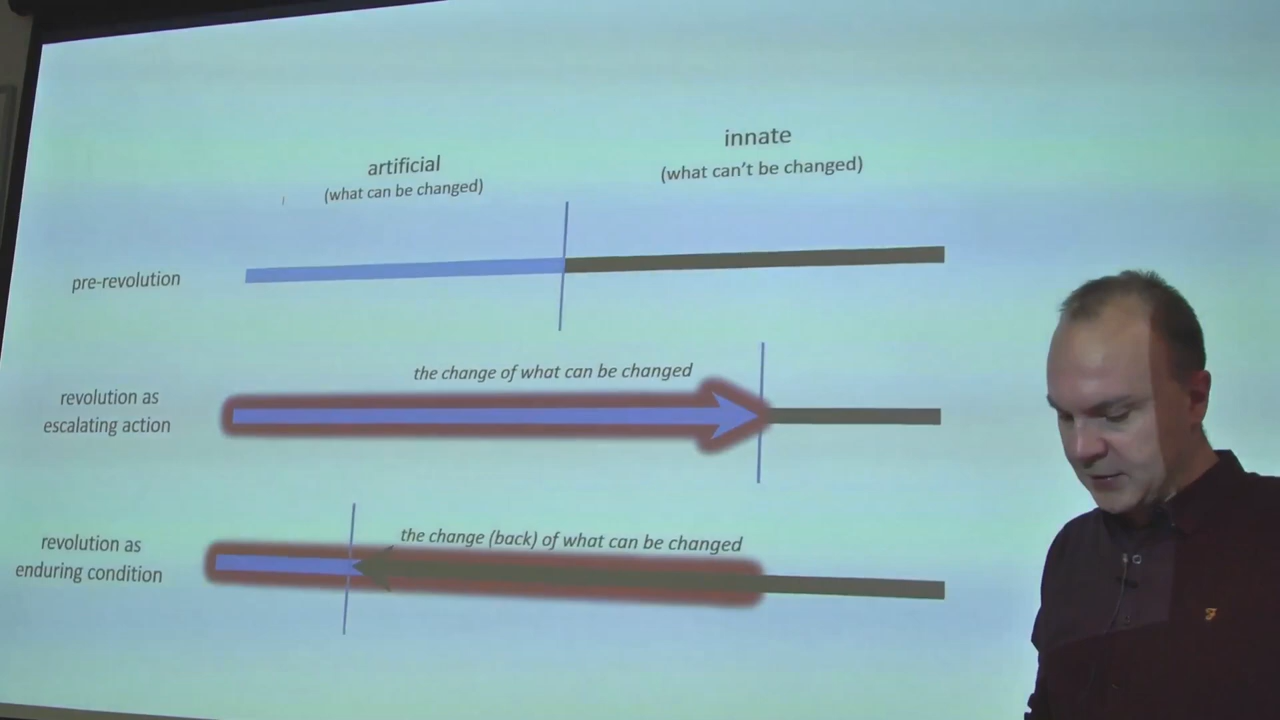 artificial
(what can be changed)
innate
(what can't be changed)
pre-revolution
the change of what can be changed
revolution as
escalating action
the change (back) of what can be changed
revolution as
enduring condition